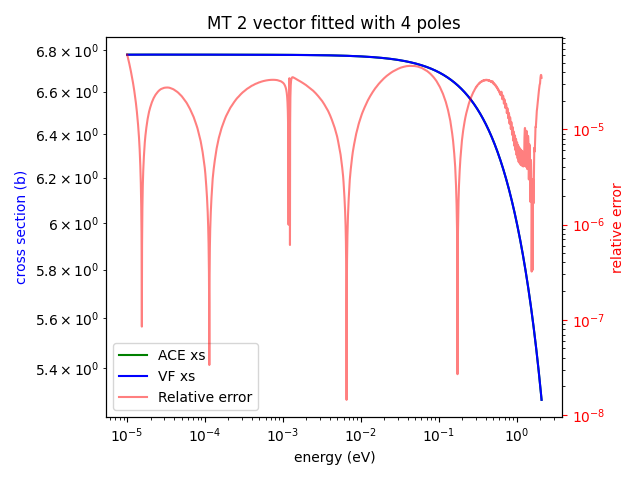 MT 2 vector fitted with 4 poles
6.8 × 10⁰
6.6 × 10⁰
6.4 × 10⁰
6.2 × 10⁰
6 × 10⁰
5.8 × 10⁰
5.6 × 10⁰
5.4 × 10⁰
cross section (b)
10⁻⁵
10⁻⁶
10⁻⁷
10⁻⁸
relative error
ACE xs
VF xs
Relative error
10⁻⁵ 10⁻⁴ 10⁻³ 10⁻² 10⁻¹ 10⁰
energy (eV)